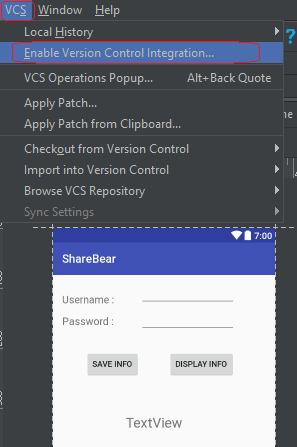 VCS Window Help
Local History
Enable Version Control Integration...
VCS Operations Popup... Alt+Back Quote
Apply Patch...
Apply Patch from Clipboard...
Checkout from Version Control
Import into Version Control
Browse VCS Repository
Sync Settings
7:00
ShareBear
Username :
Password :
SAVE INFO DISPLAY INFO
TextView